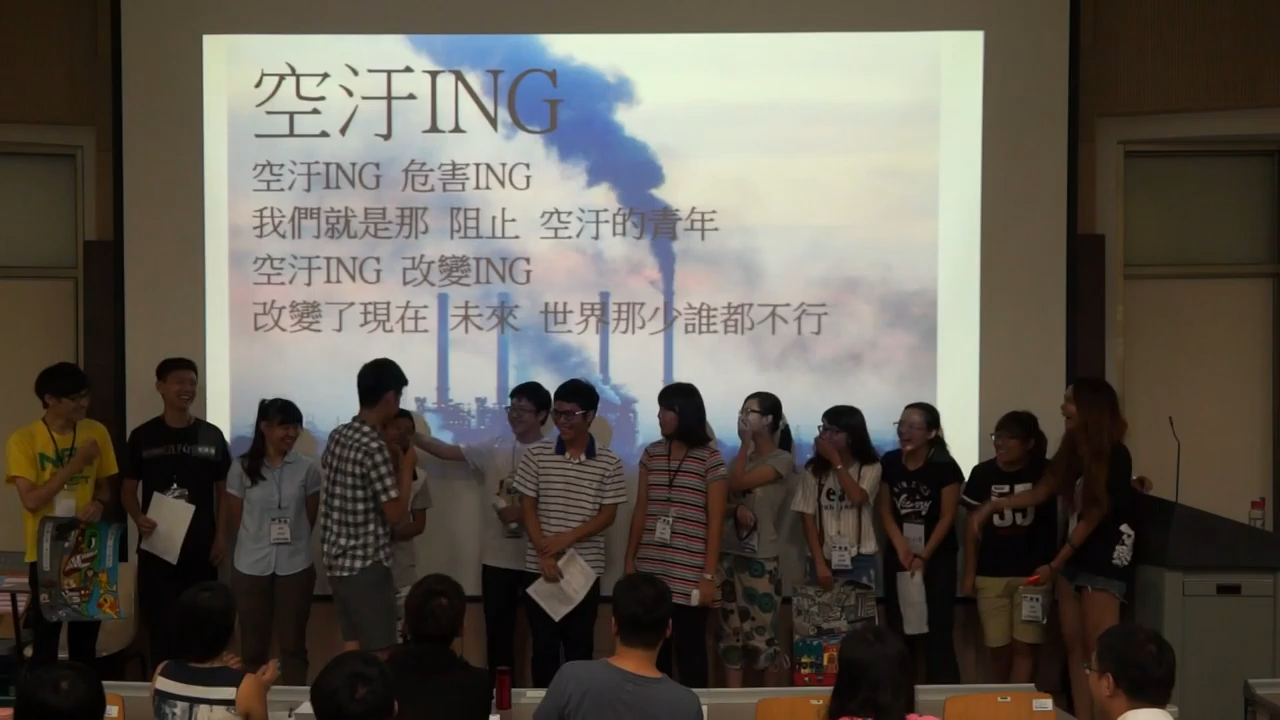 空汙ING
空汙ING 危害ING
我們就是那 阻止 空汙的青年
空汙ING 改變ING
改變了現在 未來 世界那少誰都不行
55